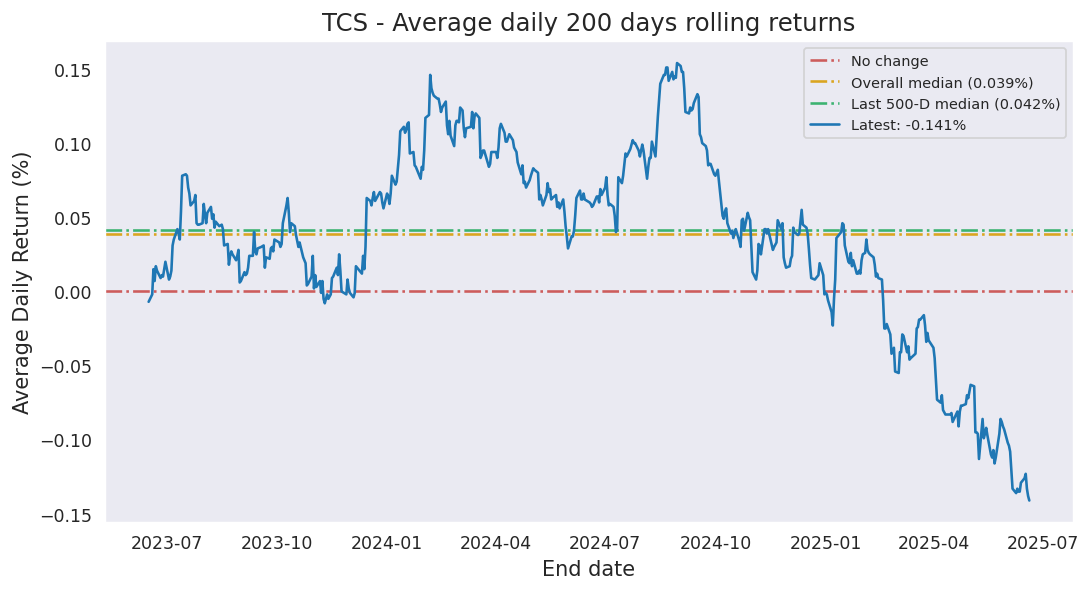 TCS - Average daily 200 days rolling returns
No change
Overall median (0.039%)
Last 500-D median (0.042%)
Latest: -0.141%
Average Daily Return (%)
0.15
0.10
0.05
0.00
−0.05
−0.10
−0.15
2023-07 2023-10 2024-01 2024-04 2024-07 2024-10 2025-01 2025-04 2025-07
End date